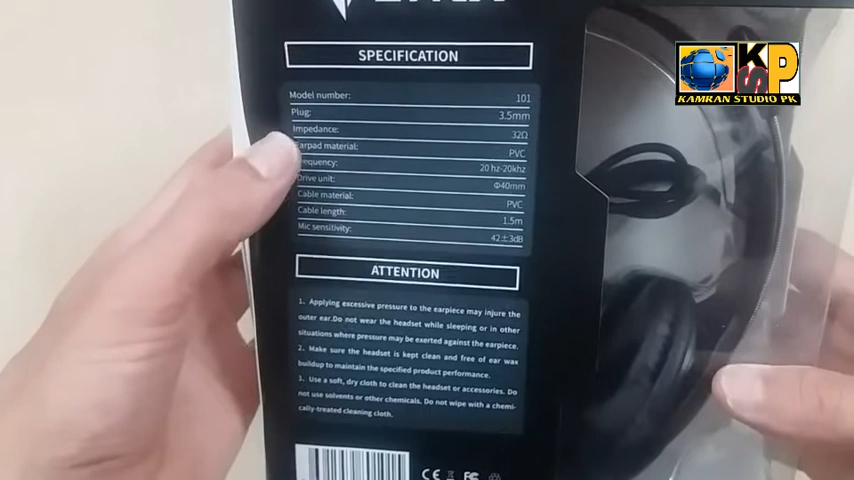 KSP
KAMRAN STUDIO PK
SPECIFICATION
Model number: 101
Plug: 3.5mm
Impedance: 32Ω
Earpad material: PVC
equency: 20 hz-20khz
Drive unit: Φ40mm
Cable material: PVC
Cable length: 1.5m
Mic sensitivity: 42±3dB
ATTENTION
1. Applying excessive pressure to the earpiece may injure the
outer ear.Do not wear the headset while sleeping or in other
situations where pressure may be exerted against the earpiece.
2. Make sure the headset is kept clean and free of ear wax
buildup to maintain the specified product performance.
3. Use a soft, dry cloth to clean the headset or accessories. Do
not use solvents or other chemicals. Do not wipe with a chemi-
cally-treated cleaning cloth.
CE FC